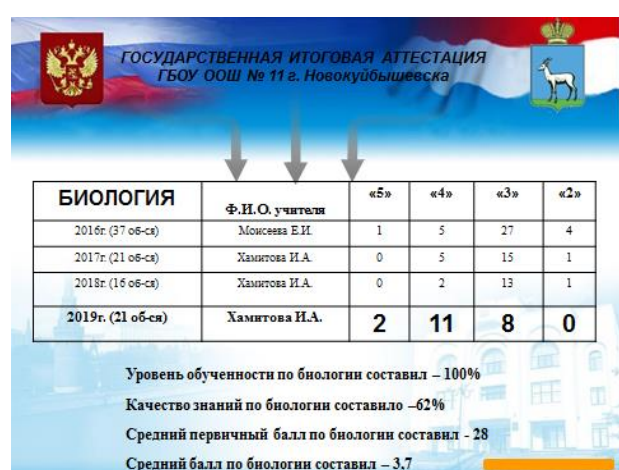 ГОСУДАРСТВЕННАЯ ИТОГОВАЯ АТТЕСТАЦИЯ
ГБОУ ООШ № 11 г. Новокуйбышевска
БИОЛОГИЯ Ф.И.О. учителя «5» «4» «3» «2»
2016г. (37 об-ся) Моисеева Е.И. 1 5 27 4
2017г. (21 об-ся) Хамитова И.А. 0 5 15 1
2018г. (16 об-ся) Хамитова И.А. 0 2 13 1
2019г. (21 об-ся) Хамитова И.А. 2 11 8 0
Уровень обученности по биологии составил – 100%
Качество знаний по биологии составило –62%
Средний первичный балл по биологии составил - 28
Средний балл по биологии составил – 3,7